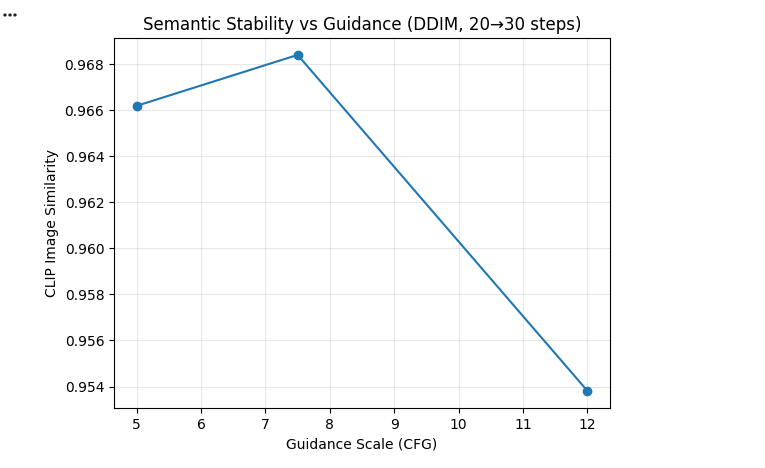 •••
Semantic Stability vs Guidance (DDIM, 20→30 steps)
0.968
0.966
0.964
0.962
0.960
0.958
0.956
0.954
CLIP Image Similarity
5 6 7 8 9 10 11 12
Guidance Scale (CFG)